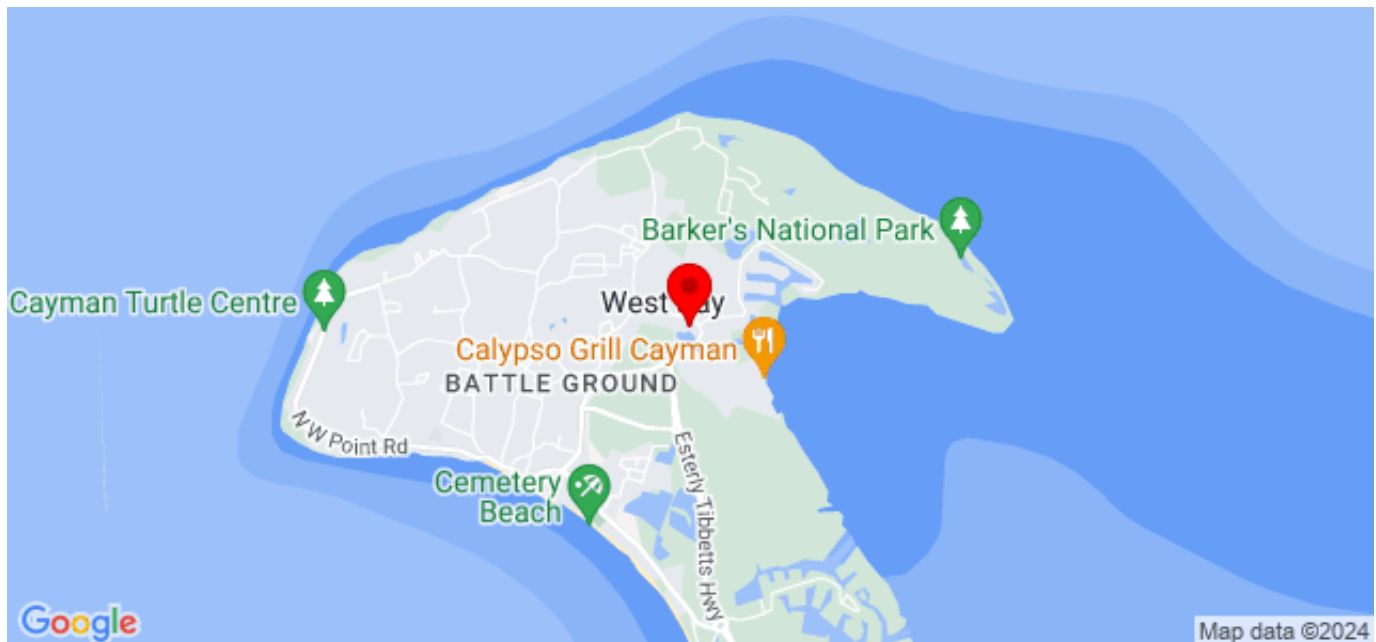 Barker's National Park
Cayman Turtle Centre
West Bay
Calypso Grill Cayman
BATTLE GROUND
NW Point Rd
Esterly Tibbetts Hwy
Cemetery
Beach
Google
Map data ©2024